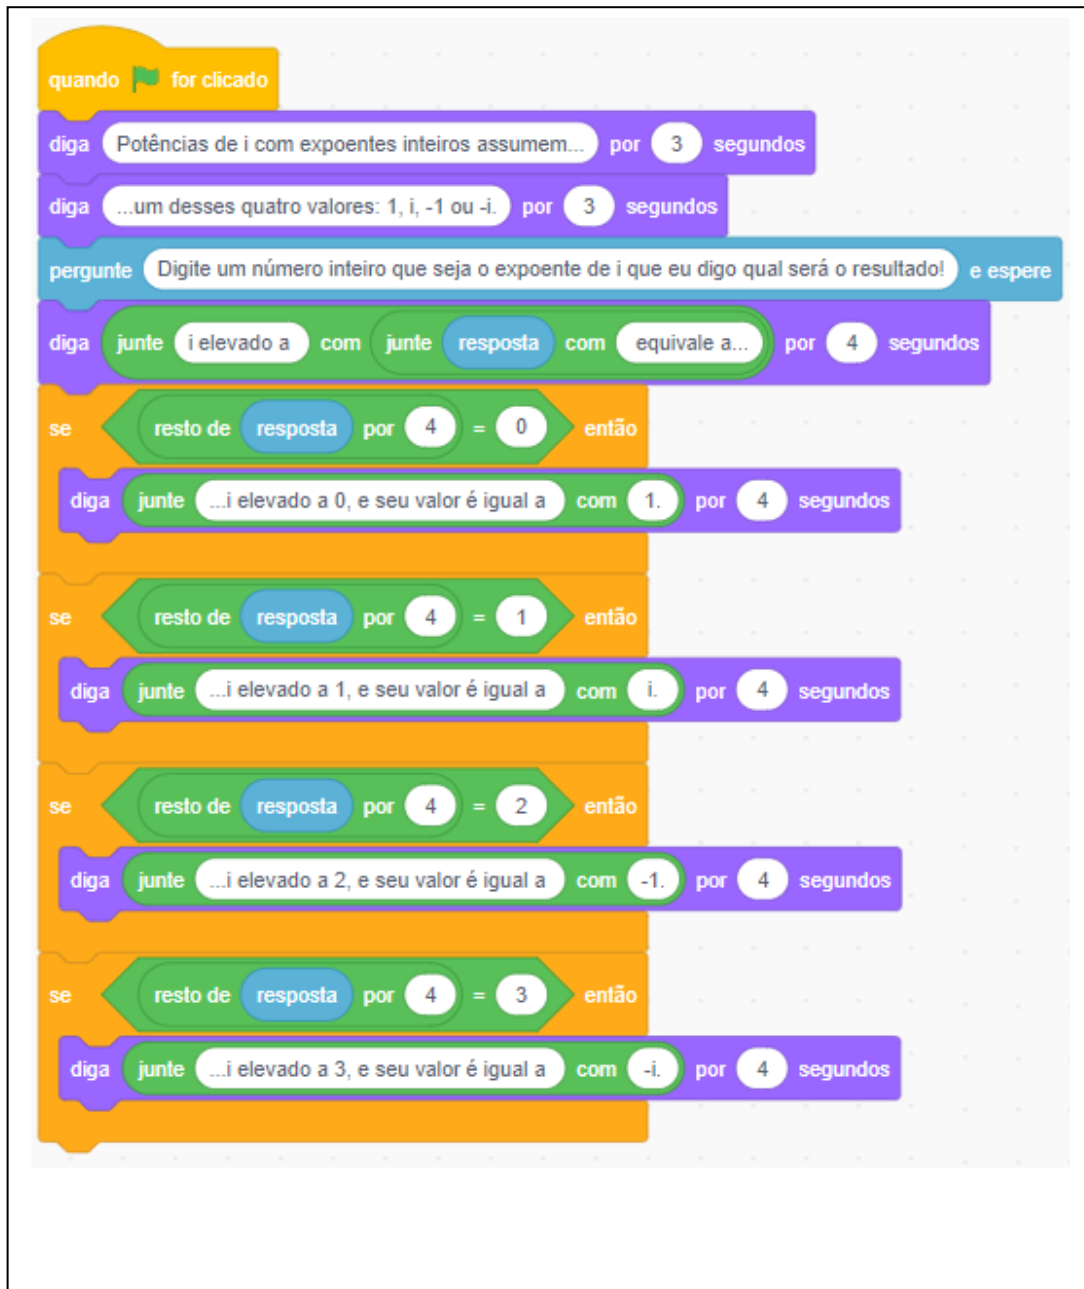 quando for clicado
diga Potências de i com expoentes inteiros assumem... por 3 segundos
diga ...um desses quatro valores: 1, i, -1 ou -i. por 3 segundos
pergunte Digite um número inteiro que seja o expoente de i que eu digo qual será o resultado! e espere
diga junte i elevado a com junte resposta com equivale a... por 4 segundos
se resto de resposta por 4 = 0 então
diga junte ...i elevado a 0, e seu valor é igual a com 1. por 4 segundos
se resto de resposta por 4 = 1 então
diga junte ...i elevado a 1, e seu valor é igual a com i. por 4 segundos
se resto de resposta por 4 = 2 então
diga junte ...i elevado a 2, e seu valor é igual a com -1. por 4 segundos
se resto de resposta por 4 = 3 então
diga junte ...i elevado a 3, e seu valor é igual a com -i. por 4 segundos